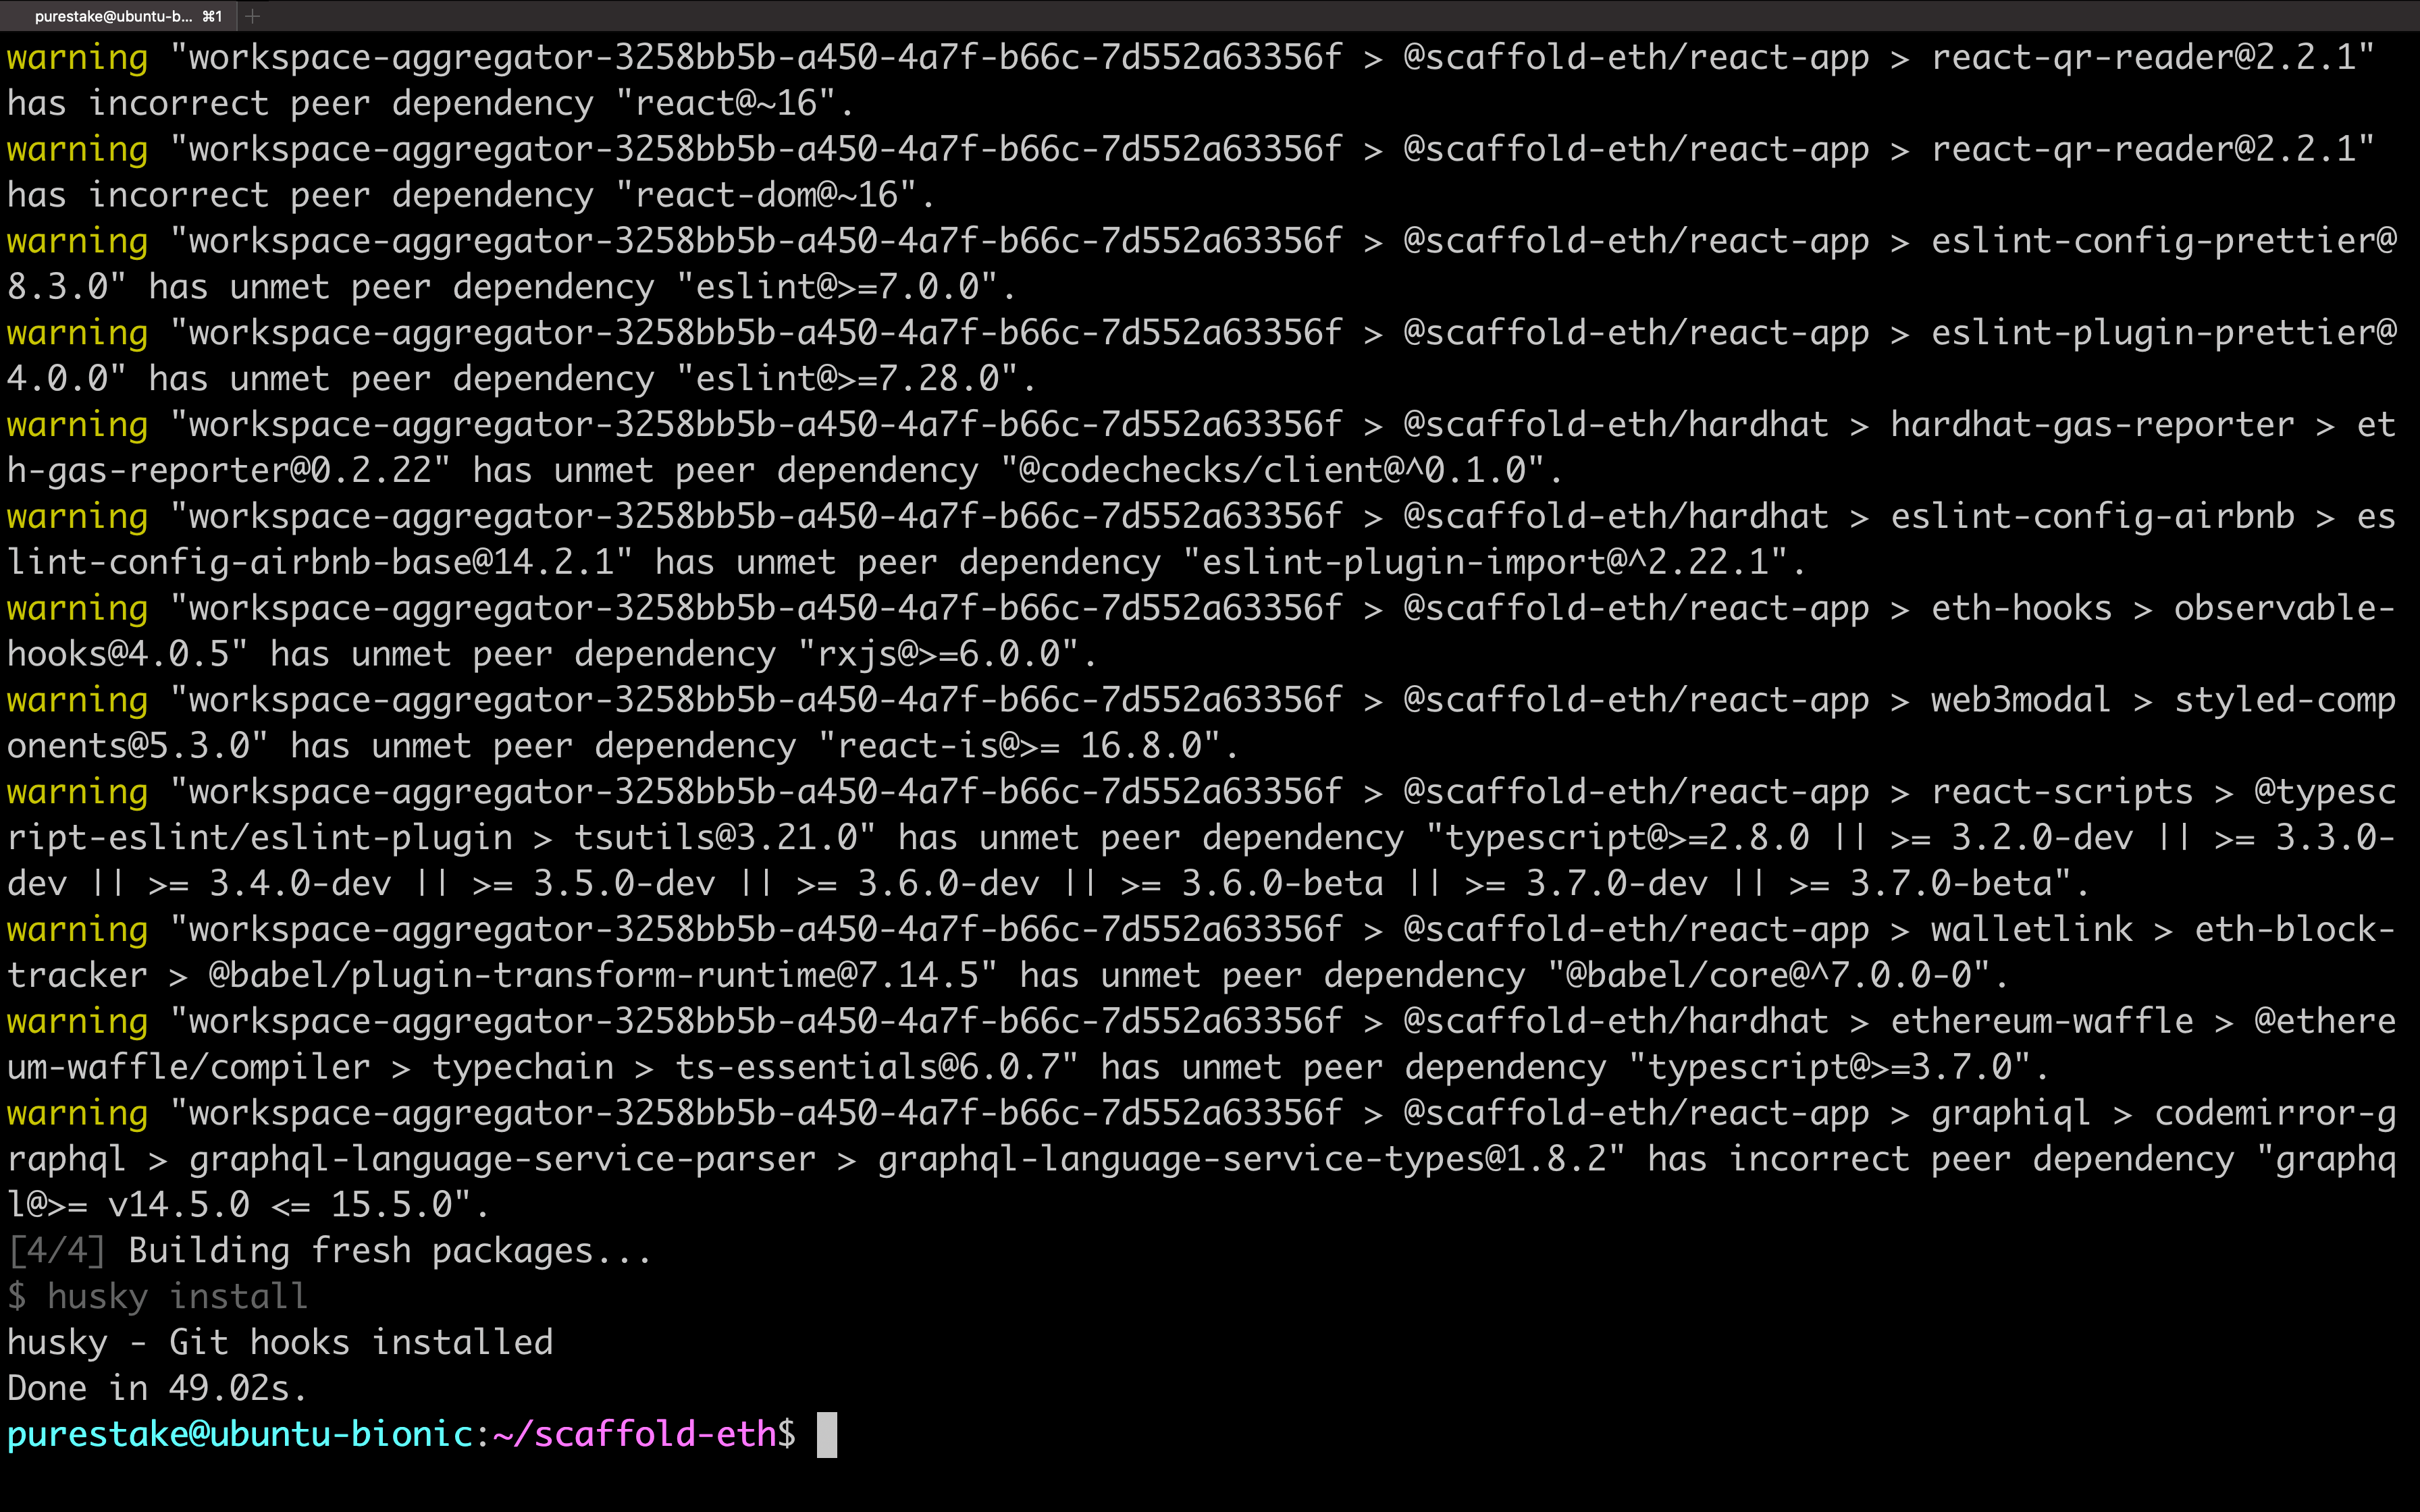 purestake@ubuntu-b... ⌘1
warning "workspace-aggregator-3258bb5b-a450-4a7f-b66c-7d552a63356f > @scaffold-eth/react-app > react-qr-reader@2.2.1"
has incorrect peer dependency "react@~16".
warning "workspace-aggregator-3258bb5b-a450-4a7f-b66c-7d552a63356f > @scaffold-eth/react-app > react-qr-reader@2.2.1"
has incorrect peer dependency "react-dom@~16".
warning "workspace-aggregator-3258bb5b-a450-4a7f-b66c-7d552a63356f > @scaffold-eth/react-app > eslint-config-prettier@
8.3.0" has unmet peer dependency "eslint@>=7.0.0".
warning "workspace-aggregator-3258bb5b-a450-4a7f-b66c-7d552a63356f > @scaffold-eth/react-app > eslint-plugin-prettier@
4.0.0" has unmet peer dependency "eslint@>=7.28.0".
warning "workspace-aggregator-3258bb5b-a450-4a7f-b66c-7d552a63356f > @scaffold-eth/hardhat > hardhat-gas-reporter > et
h-gas-reporter@0.2.22" has unmet peer dependency "@codechecks/client@^0.1.0".
warning "workspace-aggregator-3258bb5b-a450-4a7f-b66c-7d552a63356f > @scaffold-eth/hardhat > eslint-config-airbnb > es
lint-config-airbnb-base@14.2.1" has unmet peer dependency "eslint-plugin-import@^2.22.1".
warning "workspace-aggregator-3258bb5b-a450-4a7f-b66c-7d552a63356f > @scaffold-eth/react-app > eth-hooks > observable-
hooks@4.0.5" has unmet peer dependency "rxjs@>=6.0.0".
warning "workspace-aggregator-3258bb5b-a450-4a7f-b66c-7d552a63356f > @scaffold-eth/react-app > web3modal > styled-comp
onents@5.3.0" has unmet peer dependency "react-is@>= 16.8.0".
warning "workspace-aggregator-3258bb5b-a450-4a7f-b66c-7d552a63356f > @scaffold-eth/react-app > react-scripts > @typesc
ript-eslint/eslint-plugin > tsutils@3.21.0" has unmet peer dependency "typescript@>=2.8.0 || >= 3.2.0-dev || >= 3.3.0-
dev || >= 3.4.0-dev || >= 3.5.0-dev || >= 3.6.0-dev || >= 3.6.0-beta || >= 3.7.0-dev || >= 3.7.0-beta".
warning "workspace-aggregator-3258bb5b-a450-4a7f-b66c-7d552a63356f > @scaffold-eth/react-app > walletlink > eth-block-
tracker > @babel/plugin-transform-runtime@7.14.5" has unmet peer dependency "@babel/core@^7.0.0-0".
warning "workspace-aggregator-3258bb5b-a450-4a7f-b66c-7d552a63356f > @scaffold-eth/hardhat > ethereum-waffle > @ethere
um-waffle/compiler > typechain > ts-essentials@6.0.7" has unmet peer dependency "typescript@>=3.7.0".
warning "workspace-aggregator-3258bb5b-a450-4a7f-b66c-7d552a63356f > @scaffold-eth/react-app > graphiql > codemirror-g
raphql > graphql-language-service-parser > graphql-language-service-types@1.8.2" has incorrect peer dependency "graphq
l@>= v14.5.0 <= 15.5.0".
[4/4] Building fresh packages...
$ husky install
husky - Git hooks installed
Done in 49.02s.
purestake@ubuntu-bionic:~/scaffold-eth$